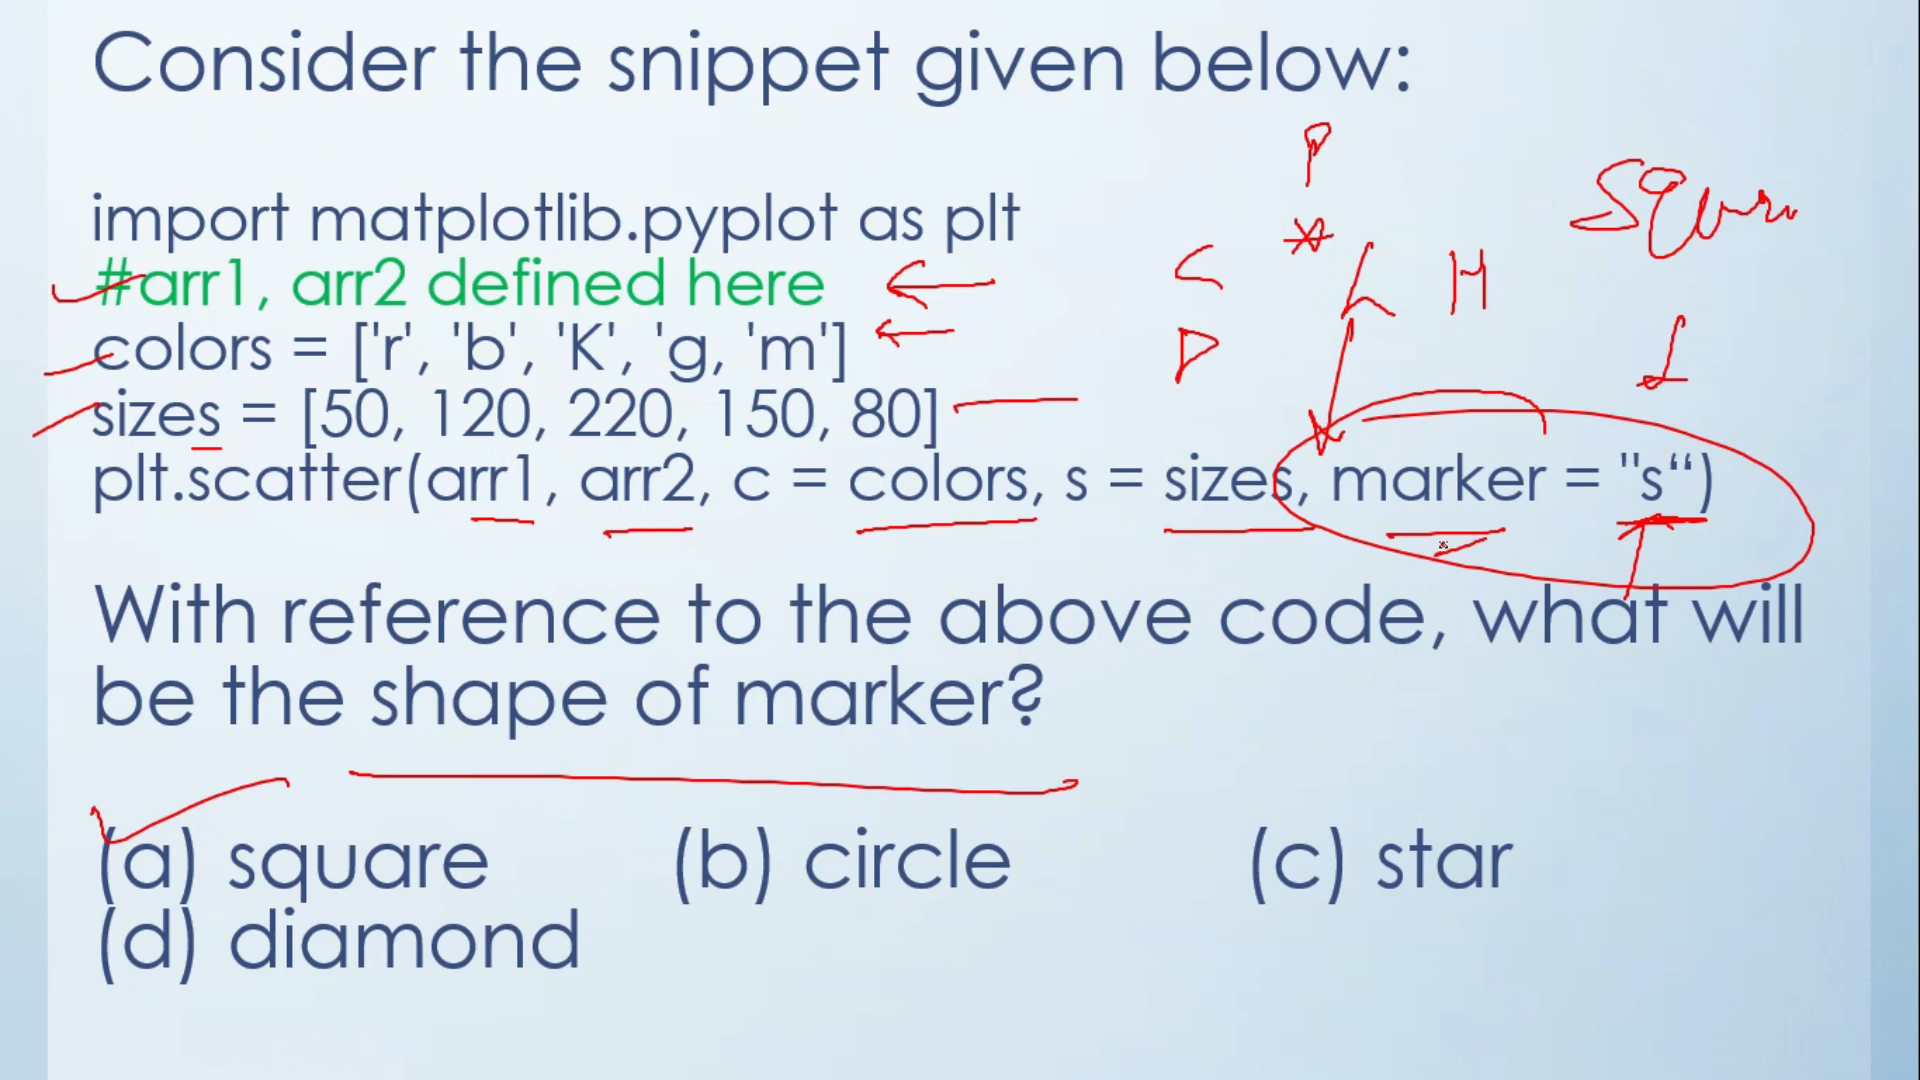 Consider the snippet given below:
P
Squre
import matplotlib.pyplot as plt
*
S
L H
#arr1, arr2 defined here
D
colors = ['r', 'b', 'K', 'g, 'm']
sizes = [50, 120, 220, 150, 80]
plt.scatter(arr1, arr2, c = colors, s = sizes, marker = "s“)
With reference to the above code, what will
be the shape of marker?
(a) square (b) circle (c) star
(d) diamond